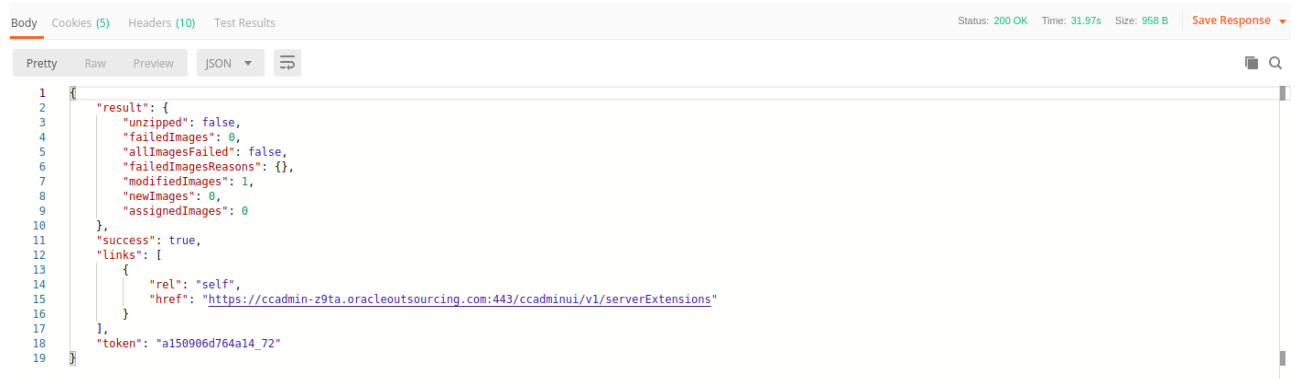 Body Cookies (5) Headers (10) Test Results Status: 200 OK Time: 31.97s Size: 958 B Save Response
Pretty Raw Preview JSON
1 {
2 "result": {
3 "unzipped": false,
4 "failedImages": 0,
5 "allImagesFailed": false,
6 "failedImagesReasons": {},
7 "modifiedImages": 1,
8 "newImages": 0,
9 "assignedImages": 0
10 },
11 "success": true,
12 "links": [
13 {
14 "rel": "self",
15 "href": "https://ccadmin-z9ta.oracleoutsourcing.com:443/ccadminui/v1/serverExtensions"
16 }
17 ],
18 "token": "a150906d764a14_72"
19 }